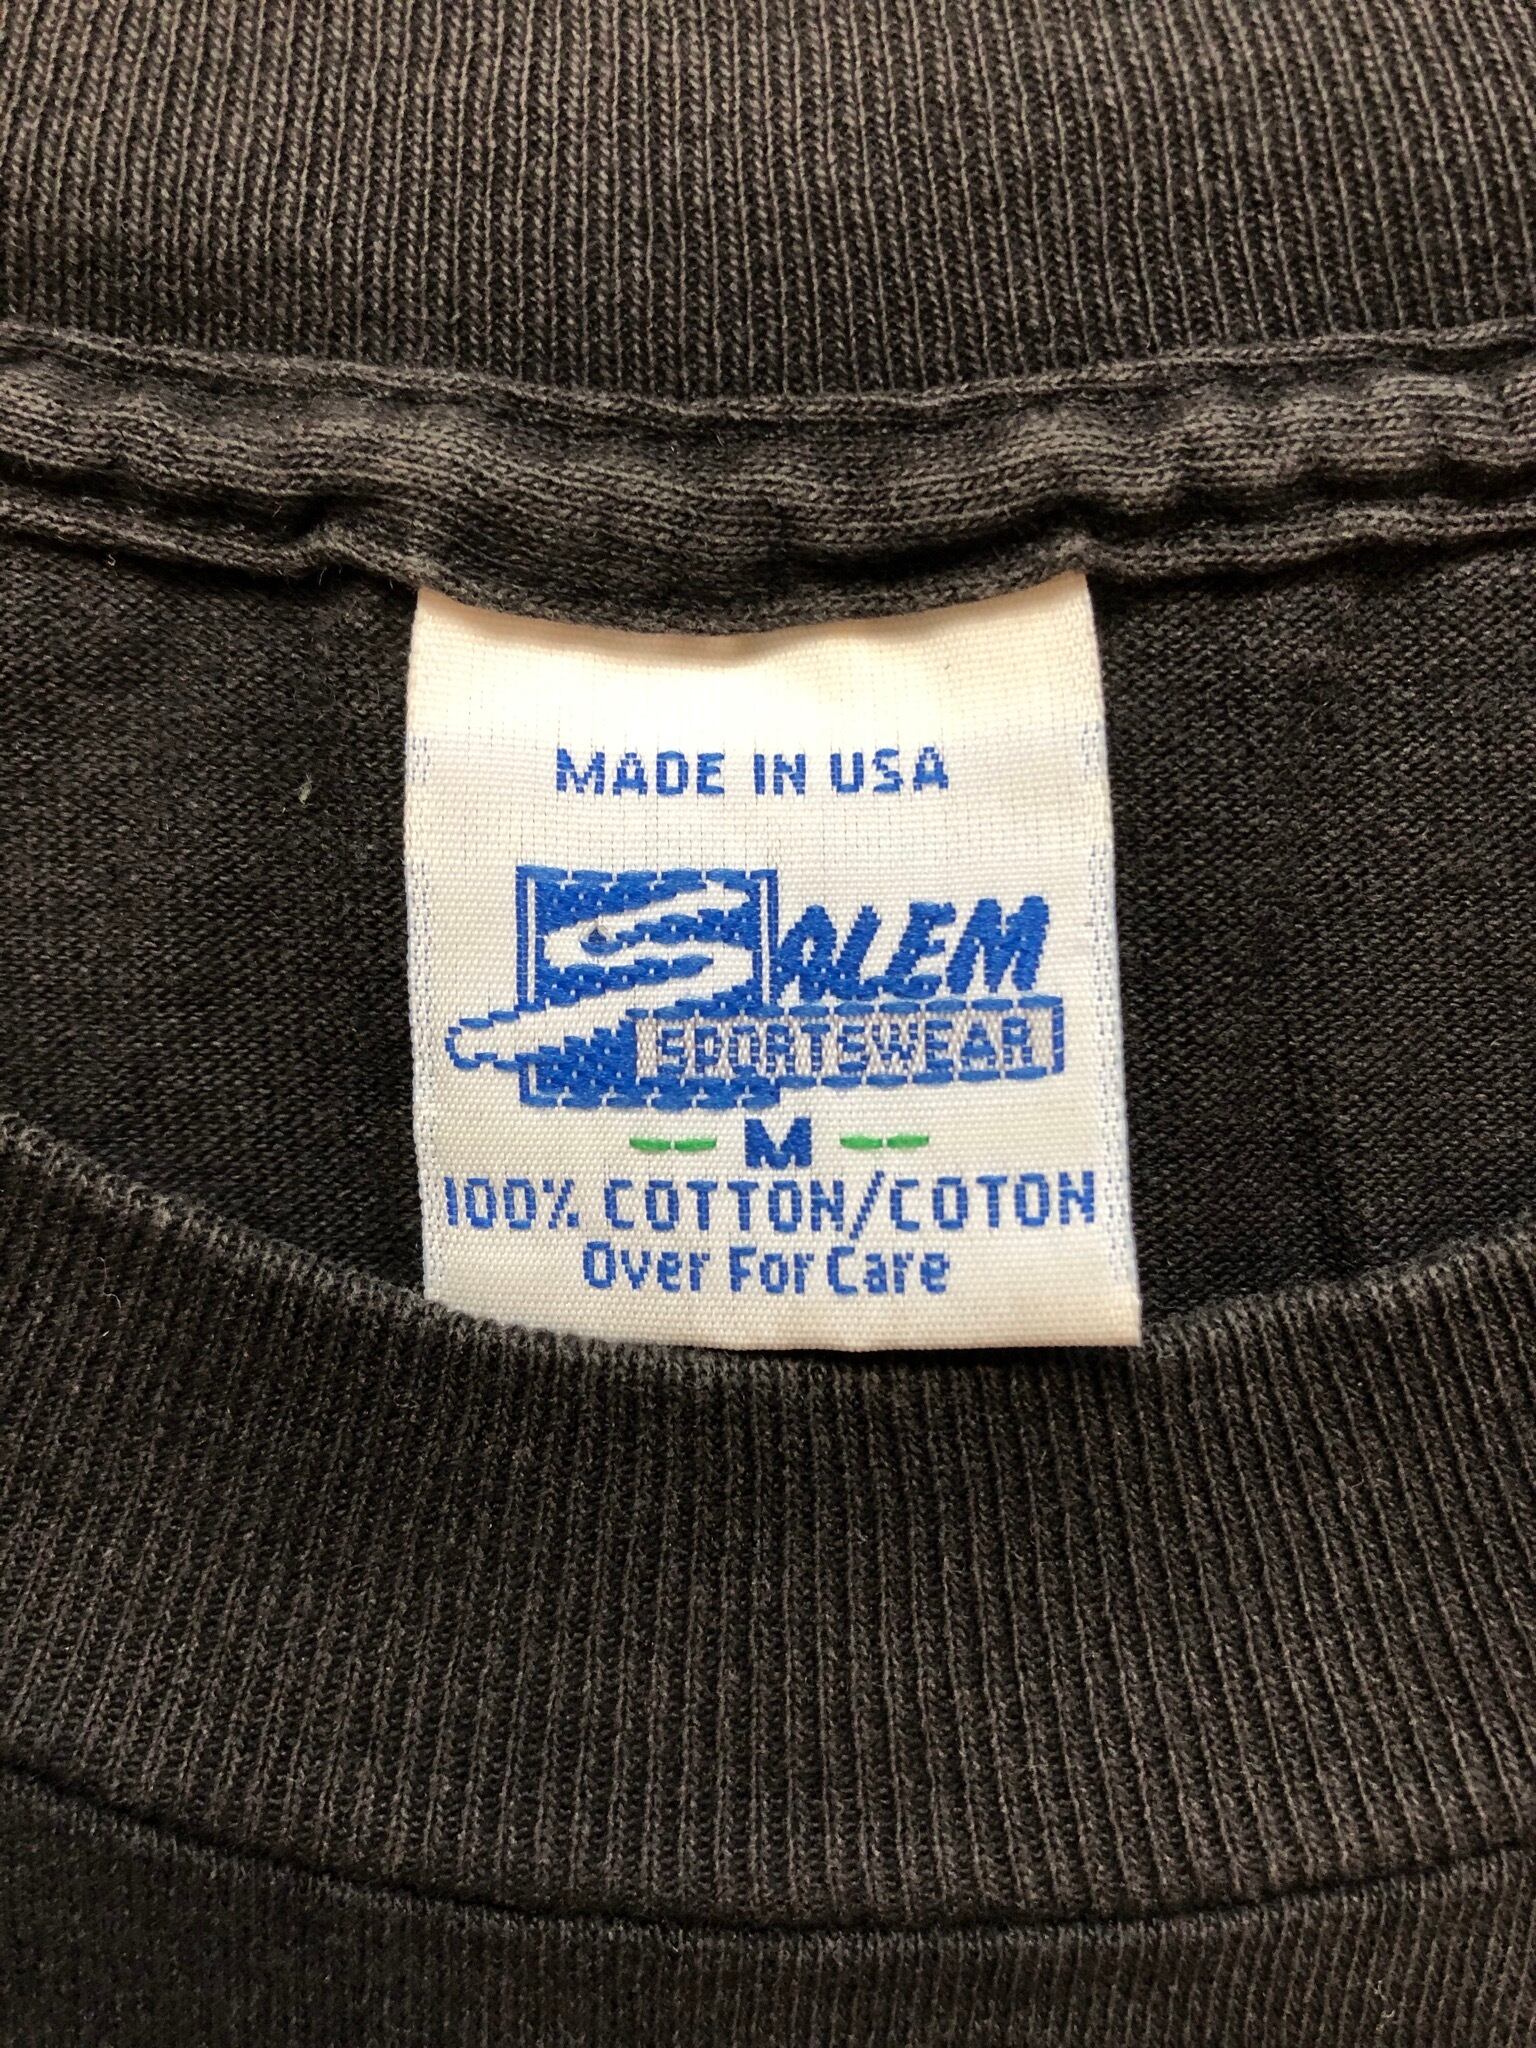 MADE IN USA
SALEM
SPORTSWEAR
M
100% COTTON/COTON
Over For Care